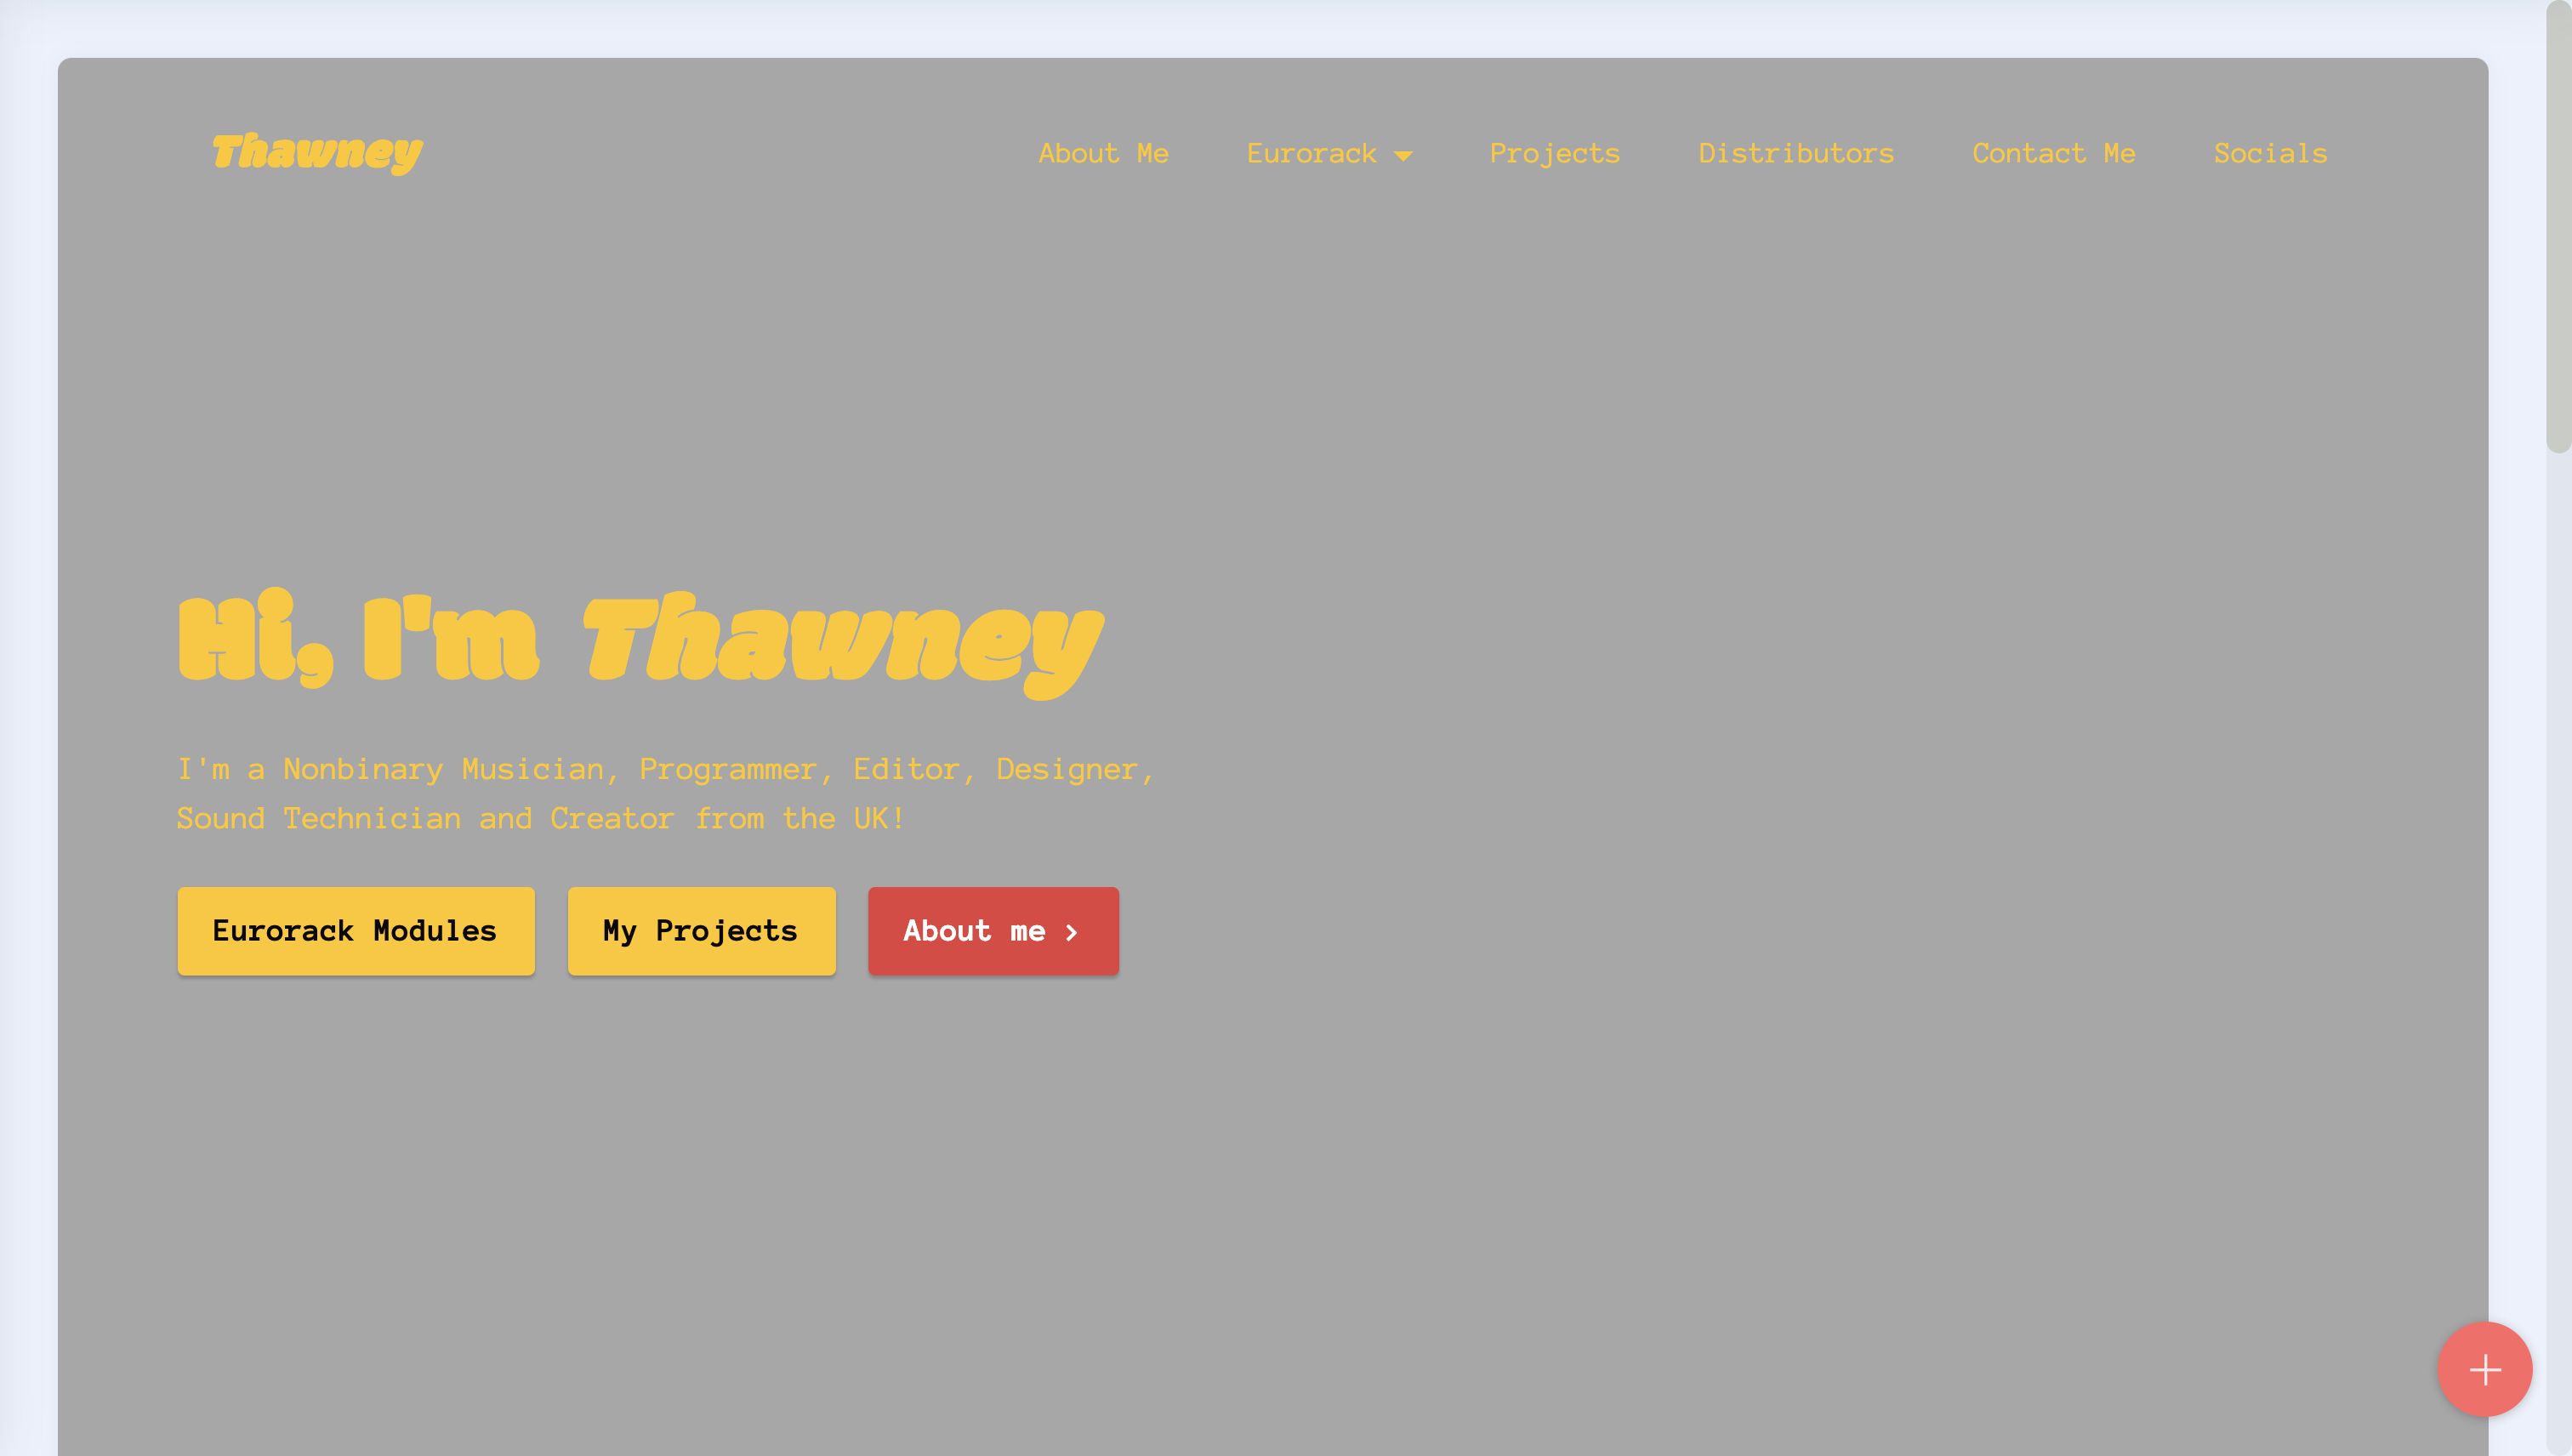 Thawney
About Me
Eurorack
Projects
Distributors
Contact Me
Socials
Hi, I'm Thawney
I'm a Nonbinary Musician, Programmer, Editor, Designer,
Sound Technician and Creator from the UK!
Eurorack Modules
My Projects
About me ›